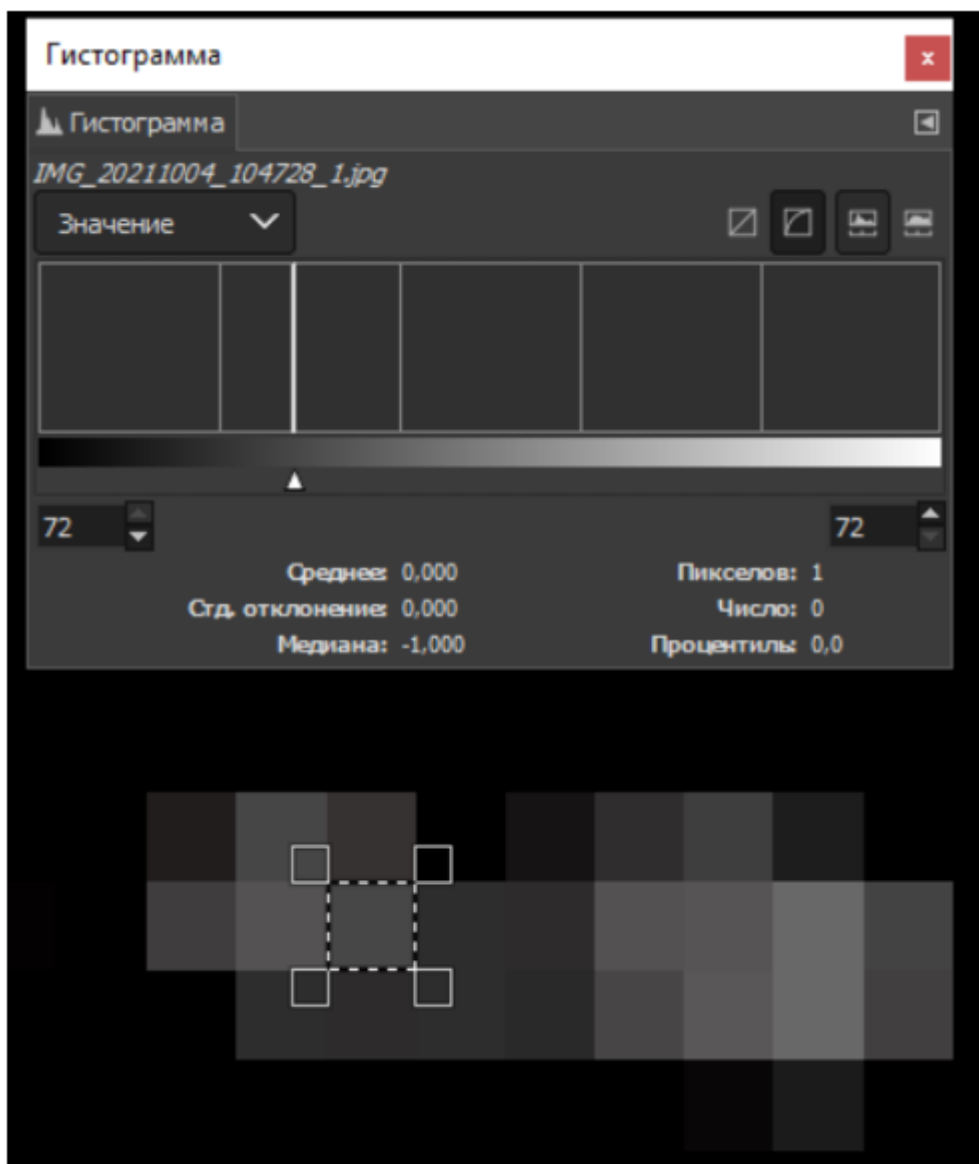 Гистограмма
x
Гистограмма
IMG_20211004_104728_1.jpg
Значение
72 72
Среднее: 0,000 Пикселов: 1
Стд. отклонение: 0,000 Число: 0
Медиана: -1,000 Процентиль: 0,0